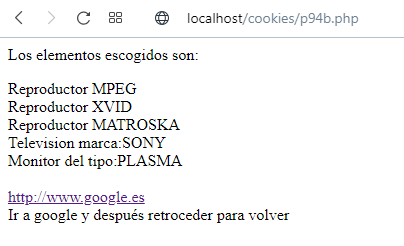 localhost/cookies/p94b.php
Los elementos escogidos son:
Reproductor MPEG
Reproductor XVID
Reproductor MATROSKA
Television marca:SONY
Monitor del tipo:PLASMA
http://www.google.es
Ir a google y después retroceder para volver